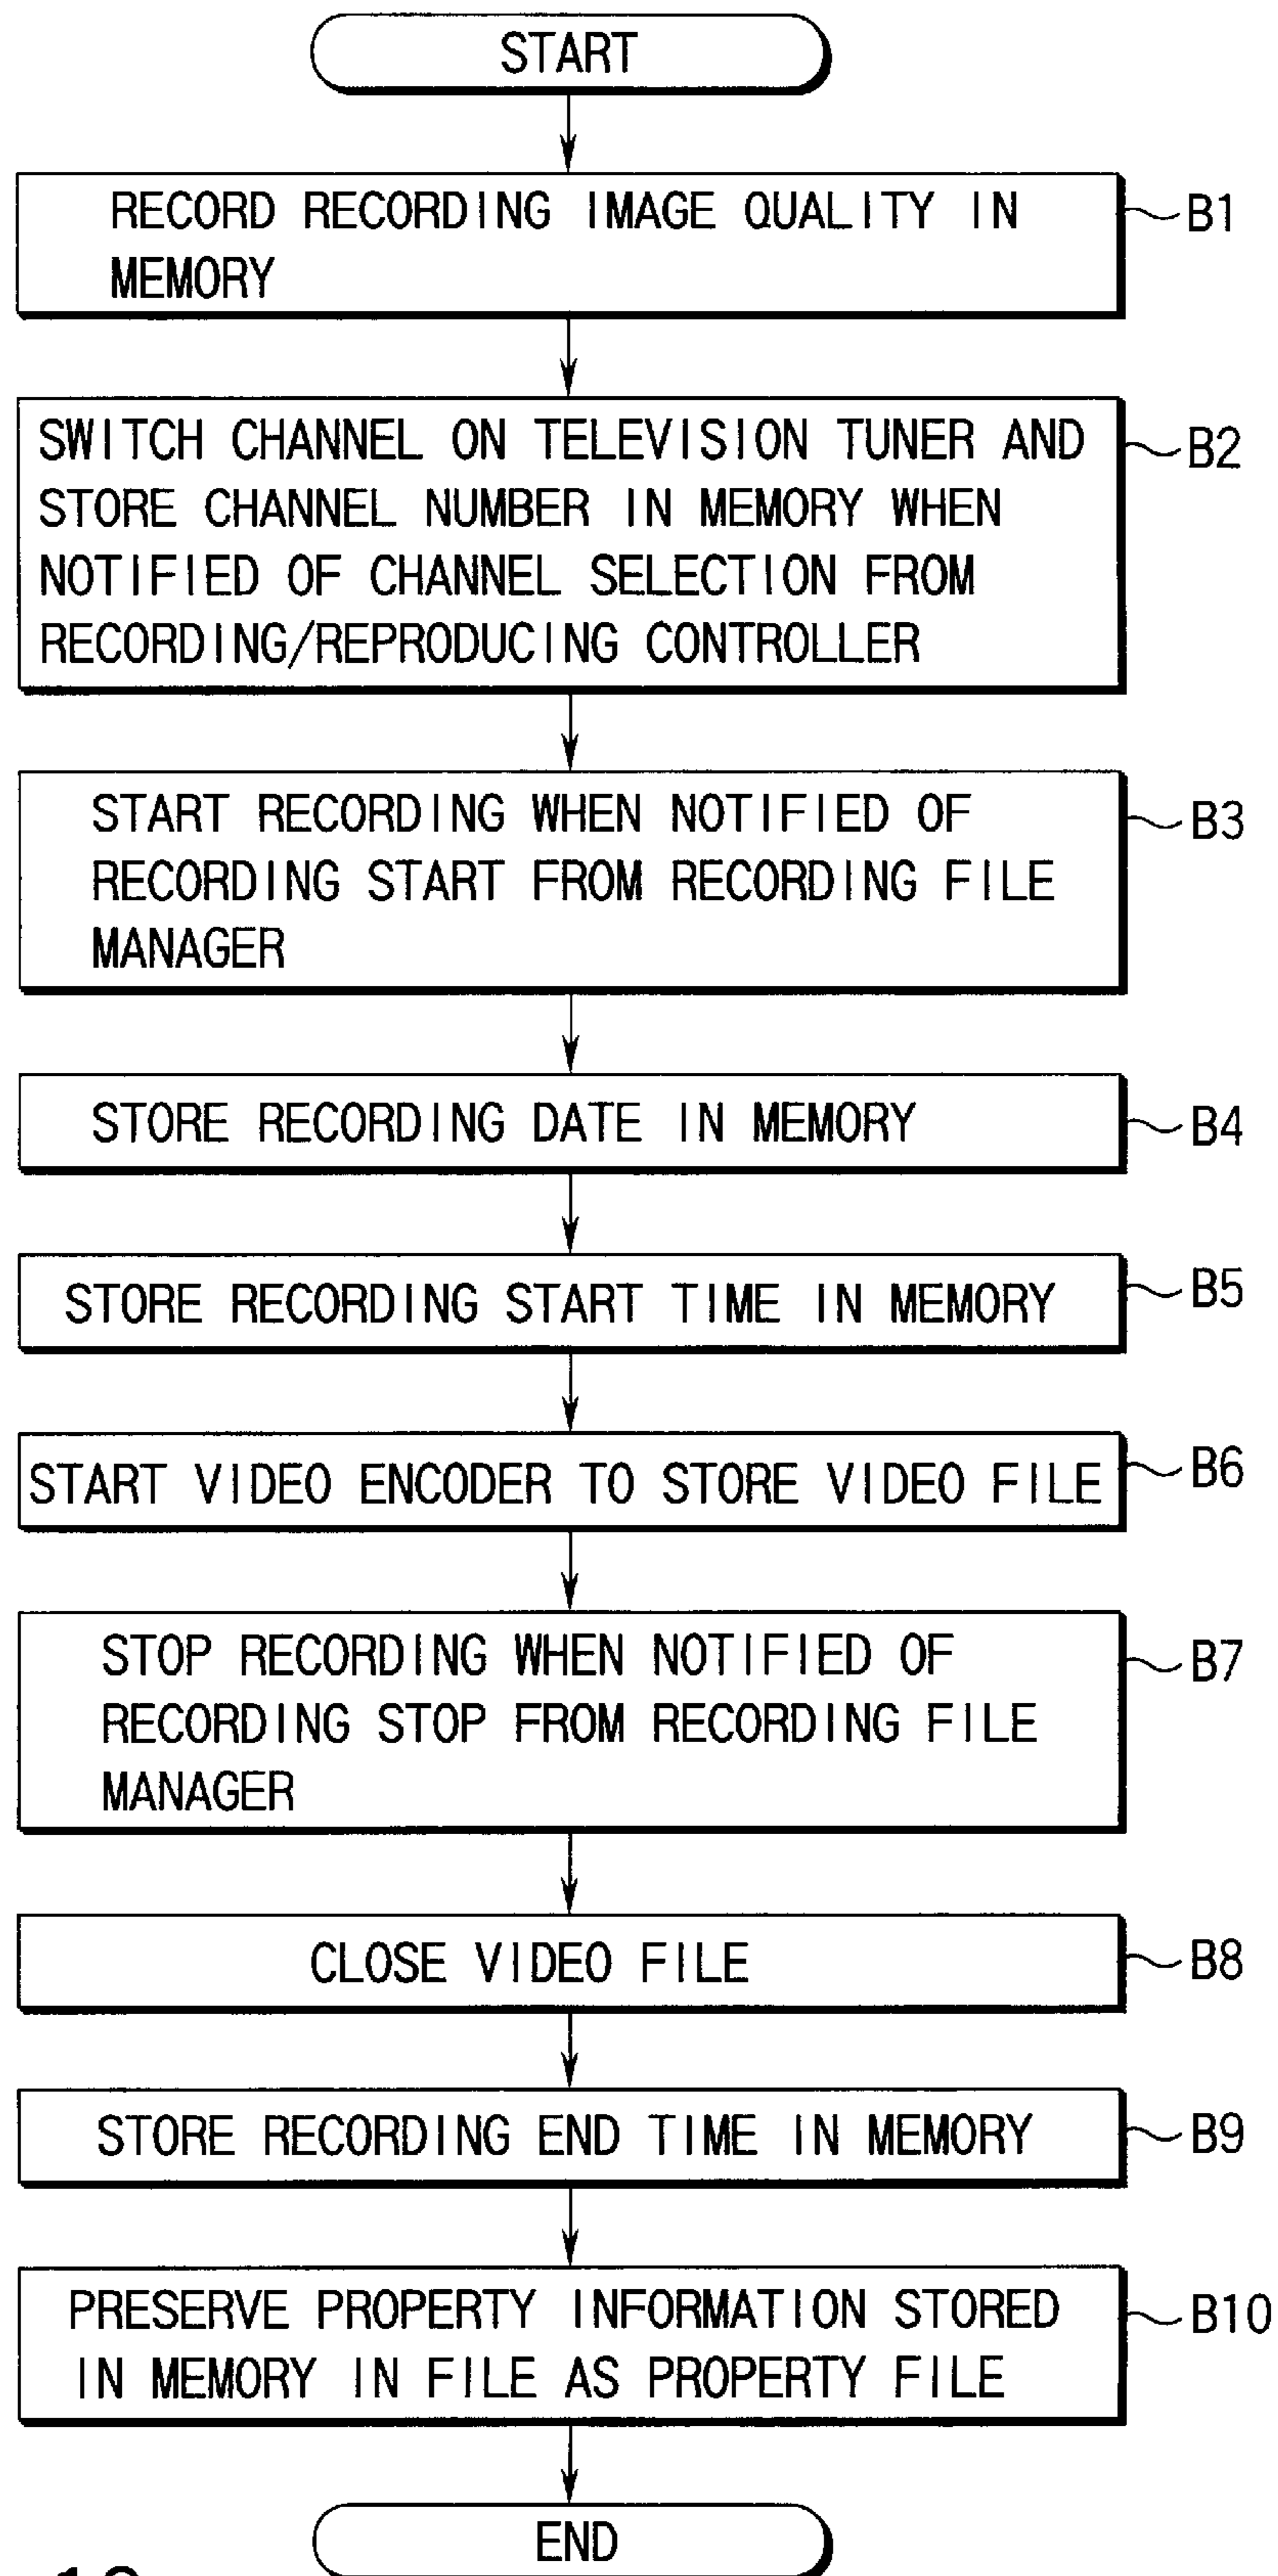 START
RECORD RECORDING IMAGE QUALITY IN
MEMORY
B1
SWITCH CHANNEL ON TELEVISION TUNER AND
STORE CHANNEL NUMBER IN MEMORY WHEN
NOTIFIED OF CHANNEL SELECTION FROM
RECORDING/REPRODUCING CONTROLLER
B2
START RECORDING WHEN NOTIFIED OF
RECORDING START FROM RECORDING FILE
MANAGER
B3
STORE RECORDING DATE IN MEMORY
B4
STORE RECORDING START TIME IN MEMORY
B5
START VIDEO ENCODER TO STORE VIDEO FILE
B6
STOP RECORDING WHEN NOTIFIED OF
RECORDING STOP FROM RECORDING FILE
MANAGER
B7
CLOSE VIDEO FILE
B8
STORE RECORDING END TIME IN MEMORY
B9
PRESERVE PROPERTY INFORMATION STORED
IN MEMORY IN FILE AS PROPERTY FILE
B10
END